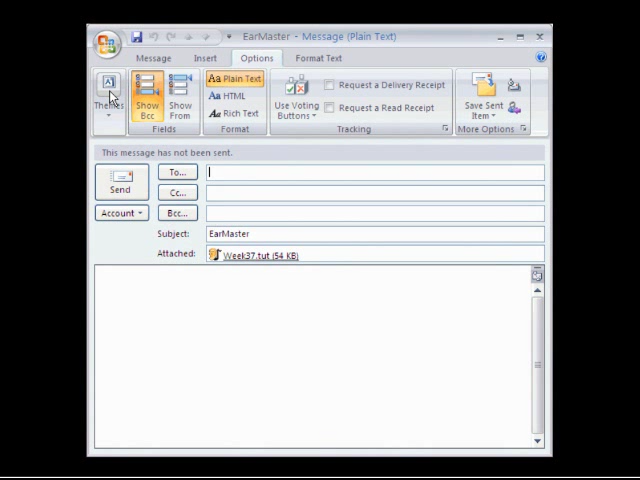 EarMaster - Message (Plain Text)
Message Insert Options Format Text
Themes
Show Bcc
Show From
Fields
Aa Plain Text
Aa HTML
Aa Rich Text
Format
Use Voting Buttons
Request a Delivery Receipt
Request a Read Receipt
Tracking
Save Sent Item
More Options
This message has not been sent.
Send
Account
To...
Cc...
Bcc...
Subject: EarMaster
Attached: Week37.tut (54 KB)